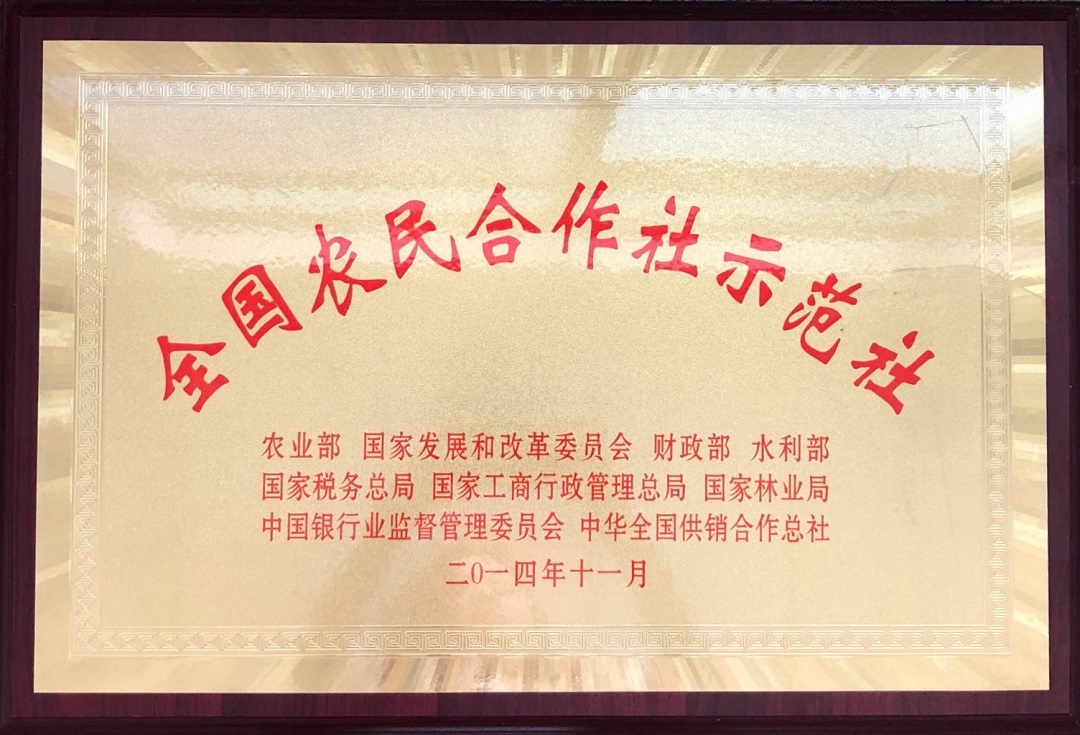 全国农民合作社示范社
农业部 国家发展和改革委员会 财政部 水利部
国家税务总局 国家工商行政管理总局 国家林业局
中国银行业监督管理委员会 中华全国供销合作总社
二0一四年十一月